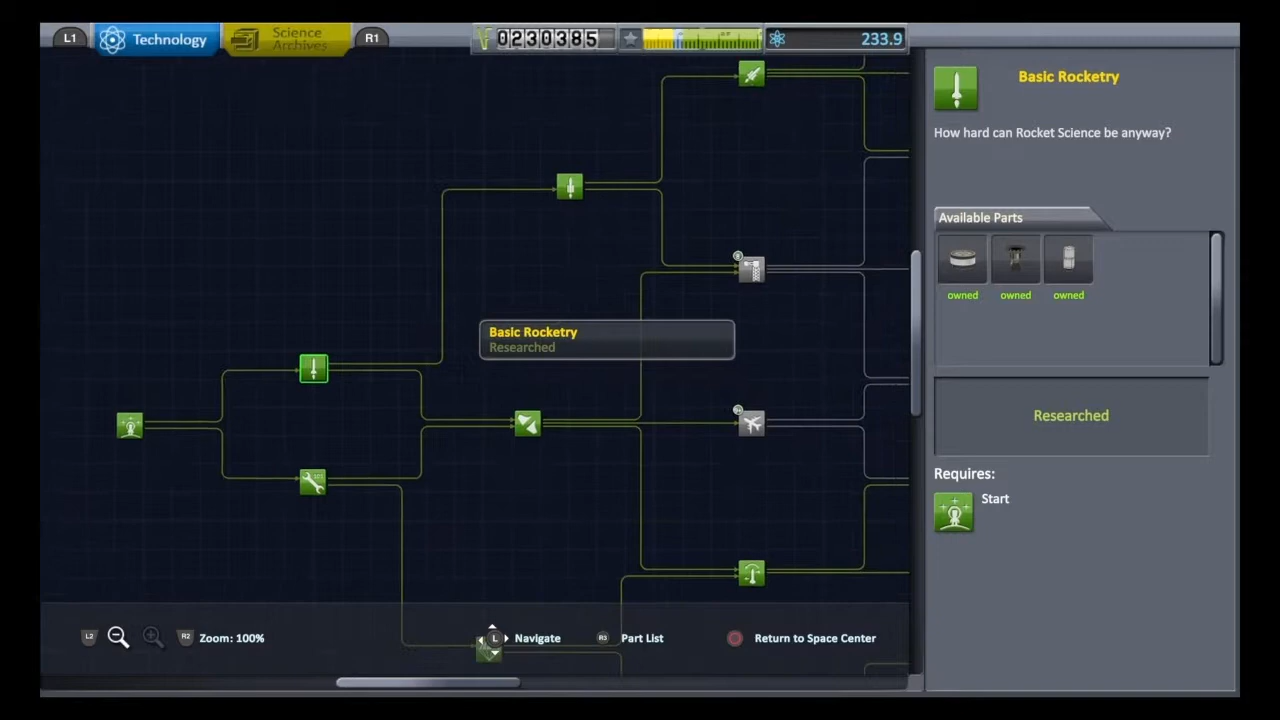 L1
Technology
Science
Archives
R1
0230385
233.9
Basic Rocketry
How hard can Rocket Science be anyway?
Available Parts
owned
owned
owned
Basic Rocketry
Researched
Researched
Requires:
Start
L2
R2
Zoom: 100%
L
Navigate
R3
Part List
Return to Space Center